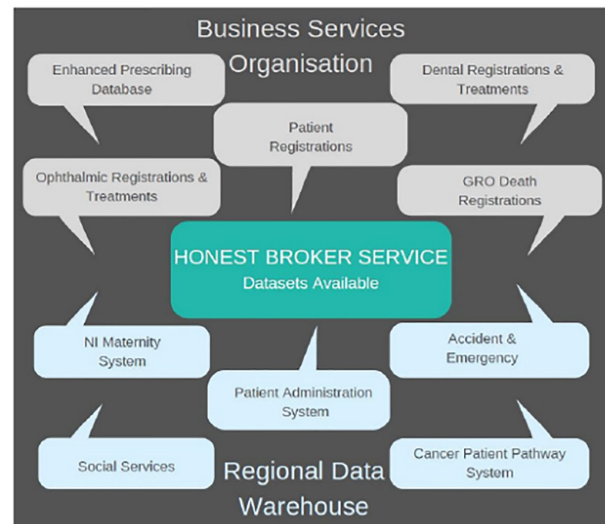 Business Services
Organisation
Enhanced Prescribing
Database
Dental Registrations &
Treatments
Patient
Registrations
Ophthalmic Registrations &
Treatments
GRO Death
Registrations
HONEST BROKER SERVICE
Datasets Available
NI Maternity
System
Accident &
Emergency
Patient Administration
System
Social Services
Cancer Patient Pathway
System
Regional Data
Warehouse